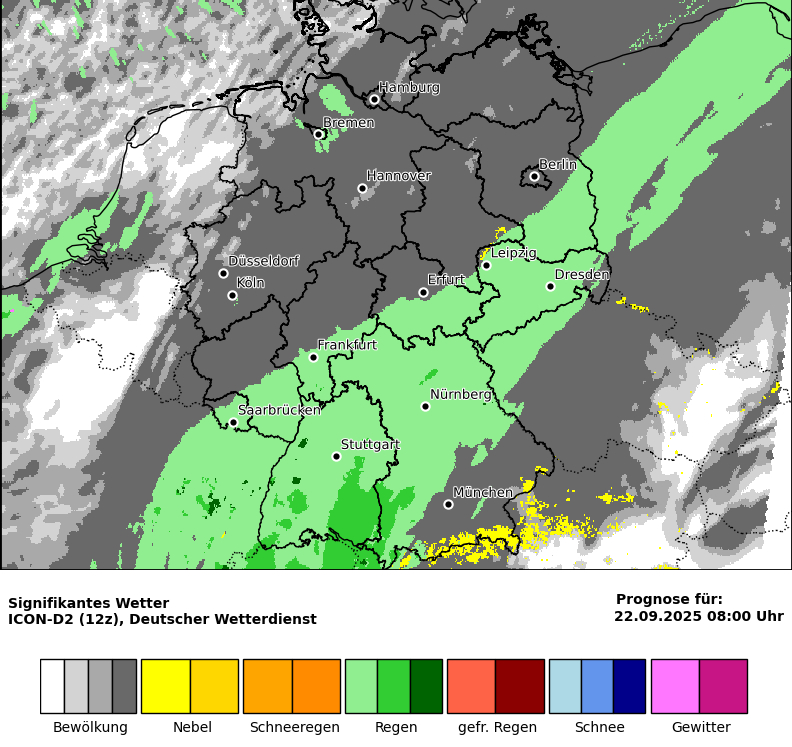 Hamburg
Bremen
Berlin
Hannover
Leipzig
Düsseldorf
Dresden
Köln
Erfurt
Frankfurt
Nürnberg
Saarbrücken
Stuttgart
München
Signifikantes Wetter
ICON-D2 (12z), Deutscher Wetterdienst
Prognose für:
22.09.2025 08:00 Uhr
Bewölkung
Nebel
Schneeregen
Regen
gefr. Regen
Schnee
Gewitter